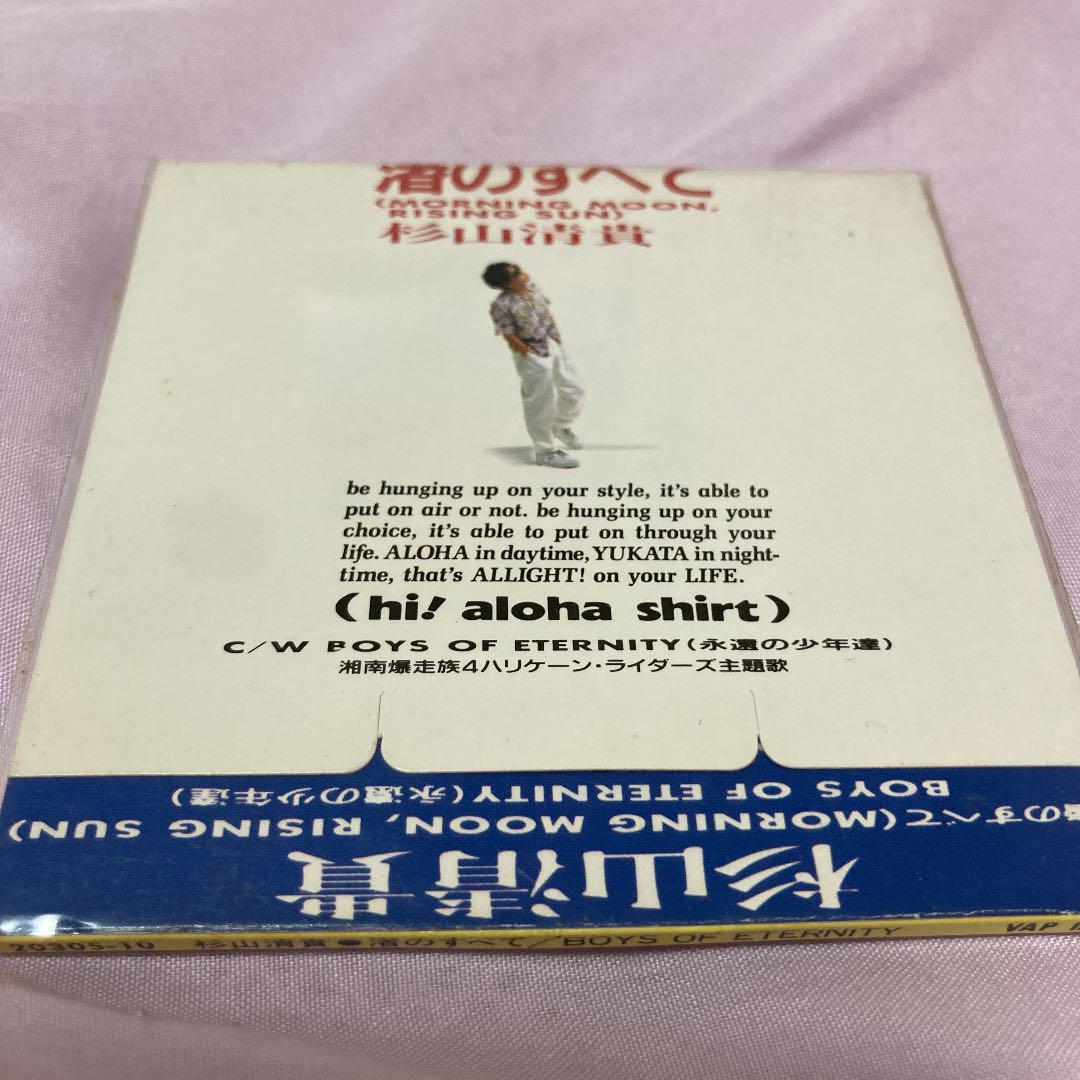 渚のすべて
(MORNING MOON,
RISING SUN)
杉山清貴
be hunging up on your style, it's able to
put on air or not. be hunging up on your
choice, it's able to put on through your
life. ALOHA in daytime, YUKATA in night-
time, that's ALLIGHT! on your LIFE.
(hi! aloha shirt)
C/W BOYS OF ETERNITY(永遠の少年達)
湘南爆走族4ハリケーン・ライダーズ主題歌
杉山清貴
渚のすべて(MORNING MOON, RISING SUN)
BOYS OF ETERNITY(永遠の少年達)
20305-10 杉山清貴●渚のすべて/BOYS OF ETERNITY VAP